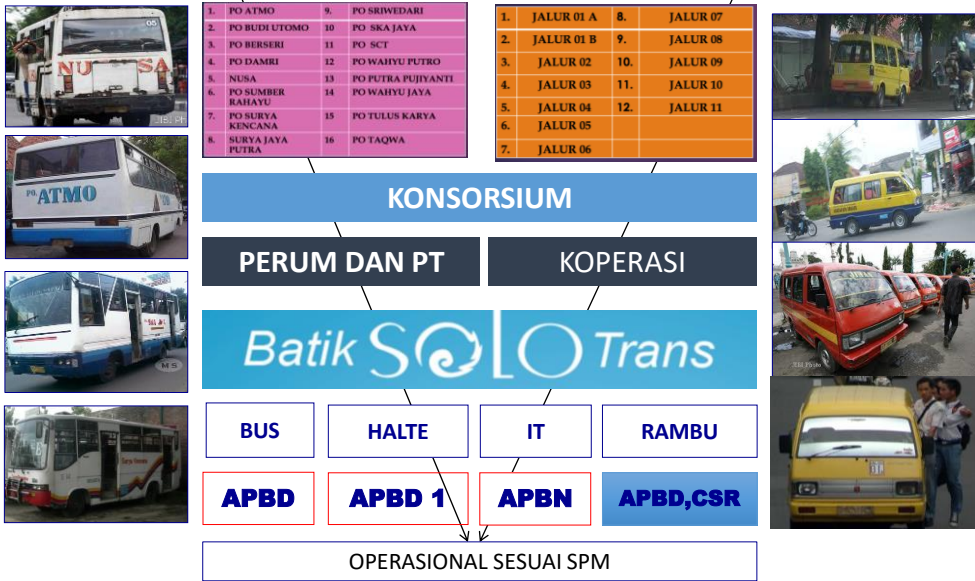 1. PO ATMO 9. PO SRIWEDARI
2. PO BUDI UTOMO 10 PO SKA JAYA
3. PO BERSERI 11 PO SCT
4. PO DAMRI 12 PO WAHYU PUTRO
5. NUSA 13 PO PUTRA PUJIYANTI
6. PO SUMBER RAHAYU 14 PO WAHYU JAYA
7. PO SURYA KENCANA 15 PO TULUS KARYA
8. SURYA JAYA PUTRA 16 PO TAQWA
1. JALUR 01 A 8. JALUR 07
2. JALUR 01 B 9. JALUR 08
3. JALUR 02 10. JALUR 09
4. JALUR 03 11. JALUR 10
5. JALUR 04 12. JALUR 11
6. JALUR 05
7. JALUR 06
05
NU SA
PO. ATMO
MS
KONSORSIUM
PERUM DAN PT KOPERASI
Batik SOLO Trans
BUS HALTE IT RAMBU
APBD APBD 1 APBN APBD,CSR
OPERASIONAL SESUAI SPM
JIBI Photo